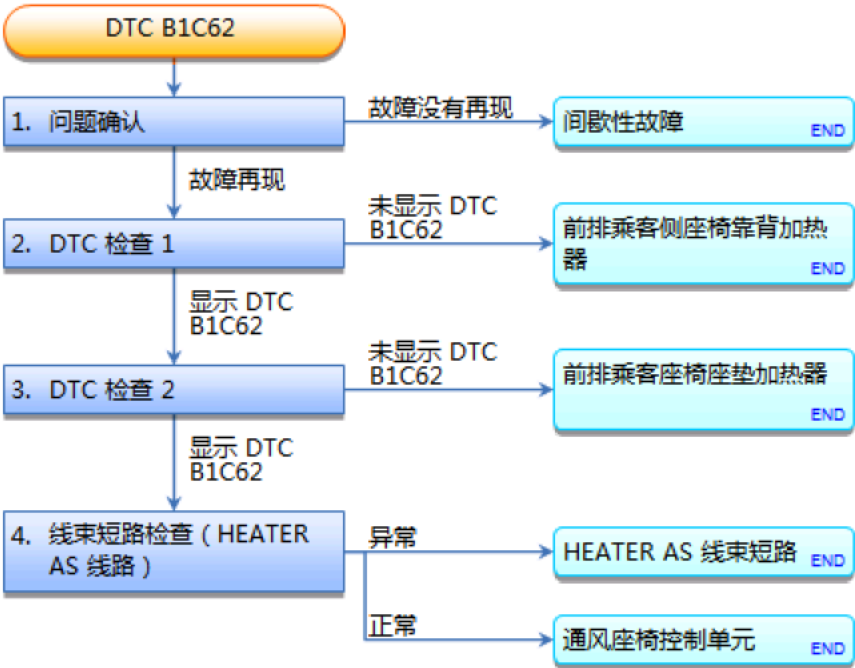 DTC B1C62
1. 问题确认
故障没有再现
间歇性故障
END
故障再现
2. DTC 检查 1
未显示 DTC
B1C62
前排乘客侧座椅靠背加热
器
END
显示 DTC
B1C62
3. DTC 检查 2
未显示 DTC
B1C62
前排乘客座椅座垫加热器
END
显示 DTC
B1C62
4. 线束短路检查（HEATER
AS 线路）
异常
HEATER AS 线束短路
END
正常
通风座椅控制单元
END